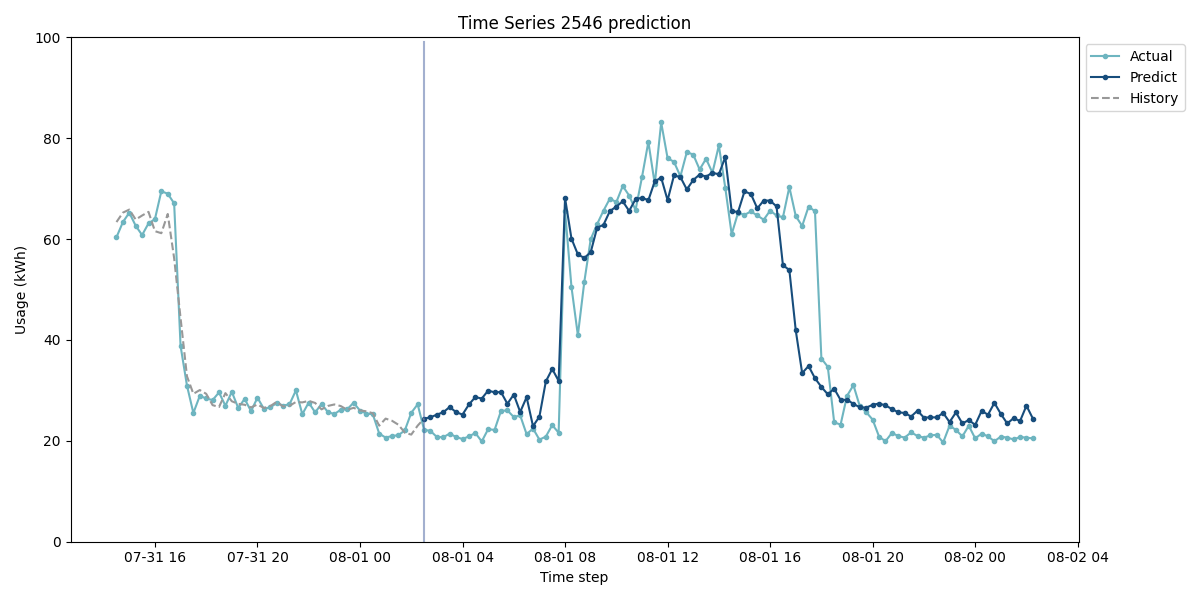 Time Series 2546 prediction
100
80
60
40
20
0
Usage (kWh)
07-31 16
07-31 20
08-01 00
08-01 04
08-01 08
08-01 12
08-01 16
08-01 20
08-02 00
08-02 04
Time step
Actual
Predict
History